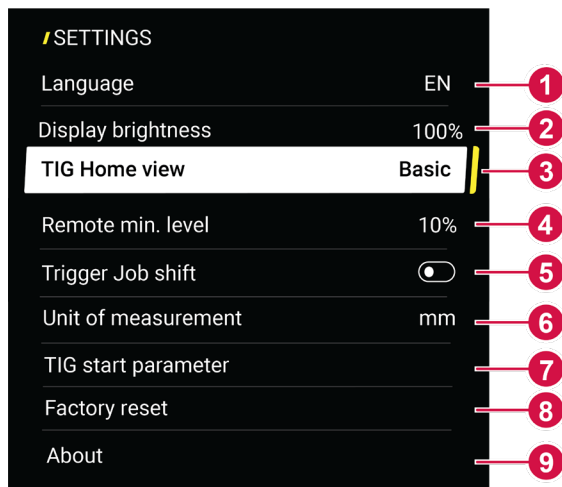 SETTINGS
Language EN 1
Display brightness 100% 2
TIG Home view Basic 3
Remote min. level 10% 4
Trigger Job shift 5
Unit of measurement mm 6
TIG start parameter 7
Factory reset 8
About 9